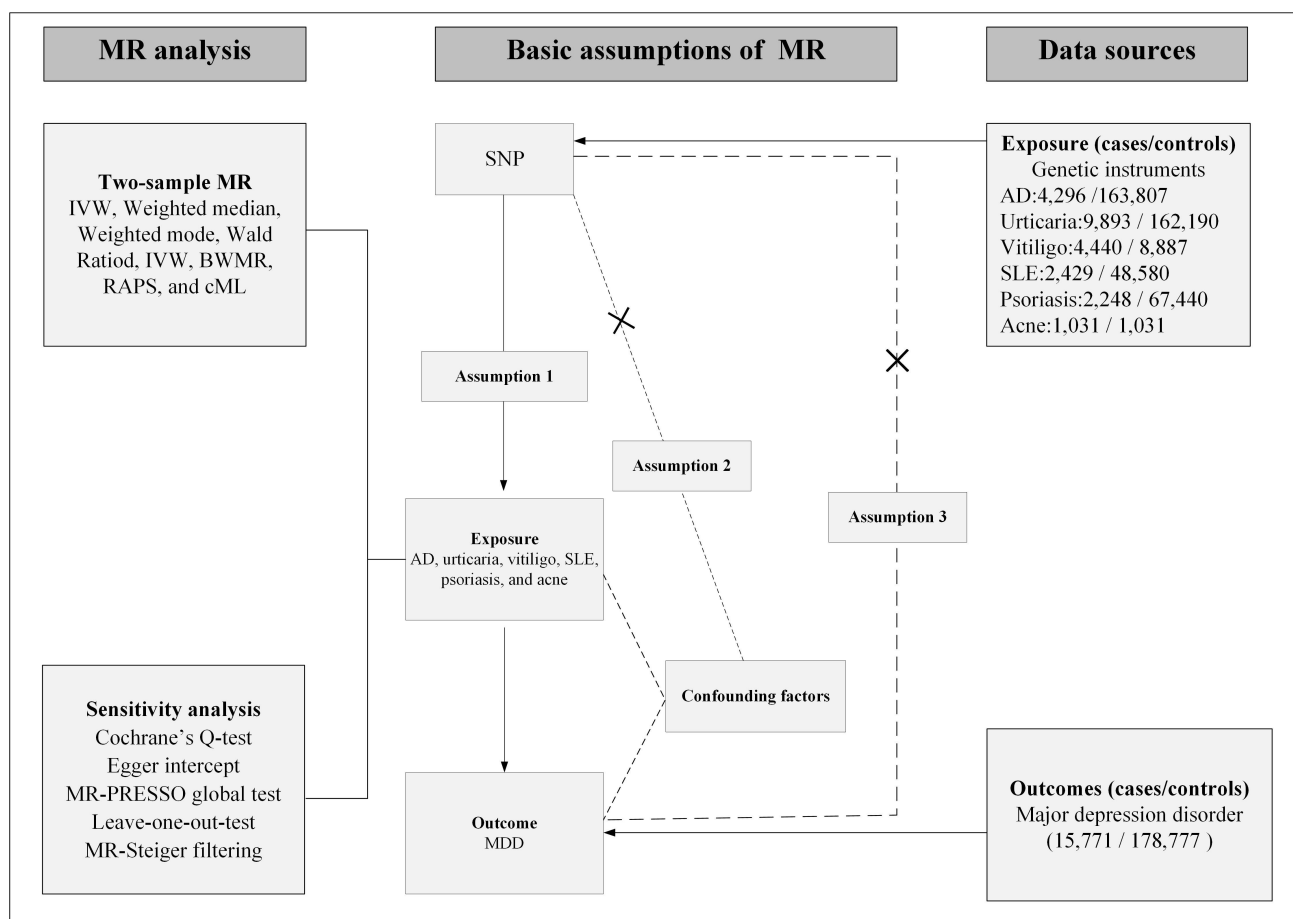 MR analysis
Basic assumptions of MR
Data sources
Two-sample MR
IVW, Weighted median,
Weighted mode, Wald
Ratiod, IVW, BWMR,
RAPS, and cML
Sensitivity analysis
Cochrane’s Q-test
Egger intercept
MR-PRESSO global test
Leave-one-out-test
MR-Steiger filtering
SNP
Assumption 1
Assumption 2
Assumption 3
Exposure
AD, urticaria, vitiligo, SLE,
psoriasis, and acne
Confounding factors
Outcome
MDD
Exposure (cases/controls)
Genetic instruments
AD:4,296 /163,807
Urticaria:9,893 / 162,190
Vitiligo:4,440 / 8,887
SLE:2,429 / 48,580
Psoriasis:2,248 / 67,440
Acne:1,031 / 1,031
Outcomes (cases/controls)
Major depression disorder
(15,771 / 178,777 )